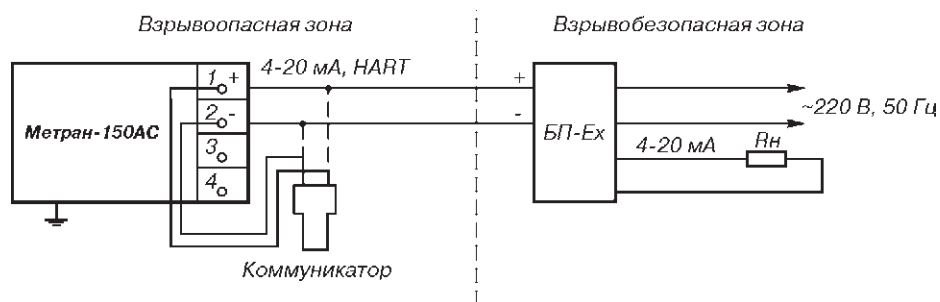 Взрывоопасная зона
Взрывобезопасная зона
4-20 мА, HART
1 +
2 -
3
4
Метран-150АС
+
-
БП-Ех
~220 В, 50 Гц
4-20 мА
Rн
Коммуникатор